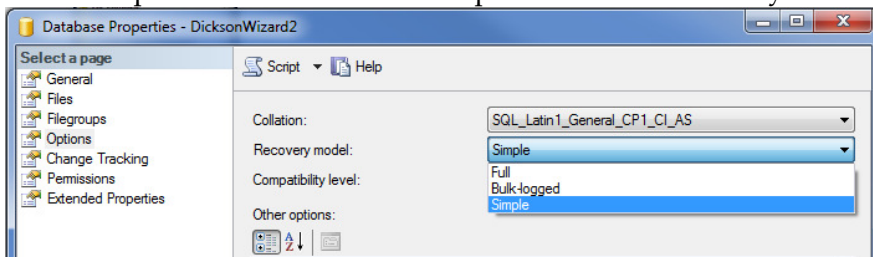 Database Properties - DicksonWizard2
Select a page
General
Files
Filegroups
Options
Change Tracking
Permissions
Extended Properties
Script Help
Collation: SQL_Latin1_General_CP1_CI_AS
Recovery model: Simple
Full
Compatibility level:
Bulk-logged
Simple
Other options: